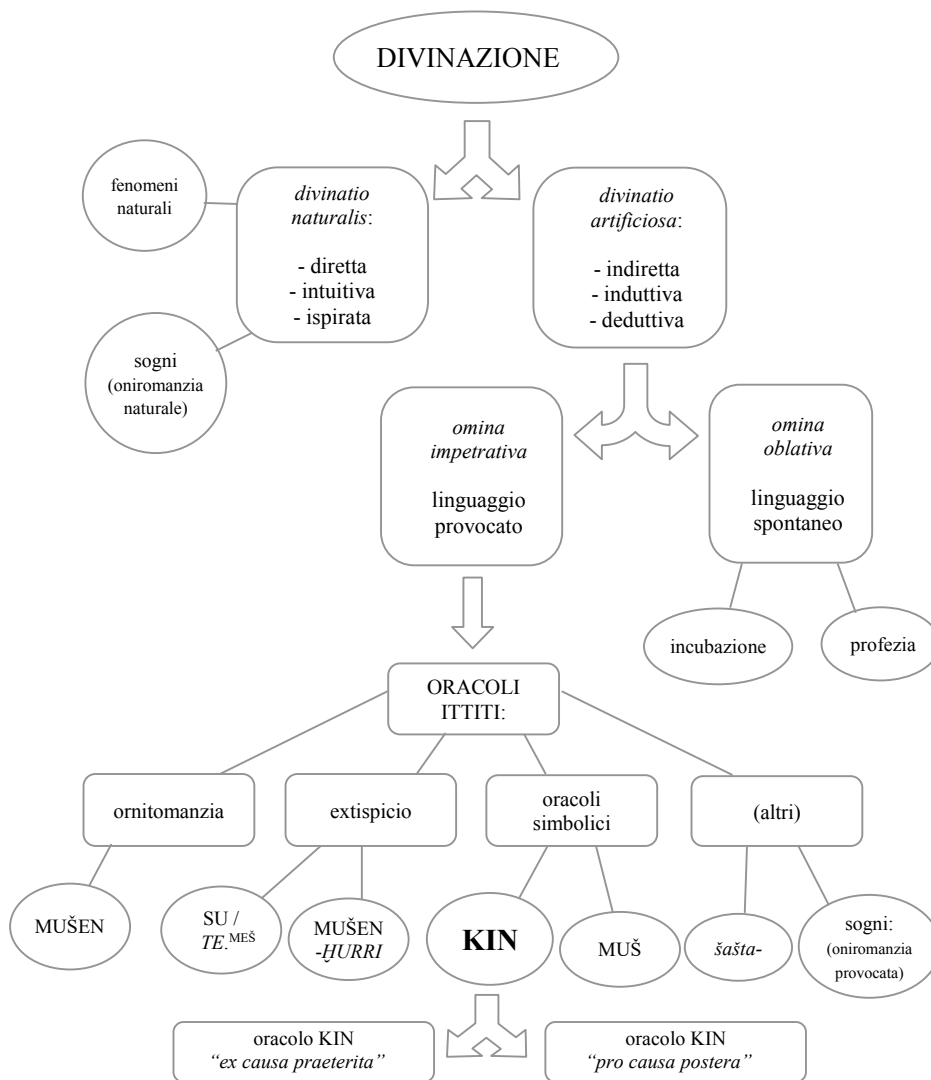 DIVINAZIONE
fenomeni
naturali
divinatio
naturalis:
- diretta
- intuitiva
- ispirata
divinatio
artificiosa:
- indiretta
- induttiva
- deduttiva
sogni
(oniromanzia
naturale)
omina
impetrativa
linguaggio
provocato
omina
oblativa
linguaggio
spontaneo
incubazione
profezia
ORACOLI
ITTITI:
ornitomanzia
extispicio
oracoli
simbolici
(altri)
MUŠEN
SU /
TE.MEŠ
MUŠEN
-ḪURRI
KIN
MUŠ
šašta-
sogni:
(oniromanzia
provocata)
oracolo KIN
“ex causa praeterita”
oracolo KIN
“pro causa postera”